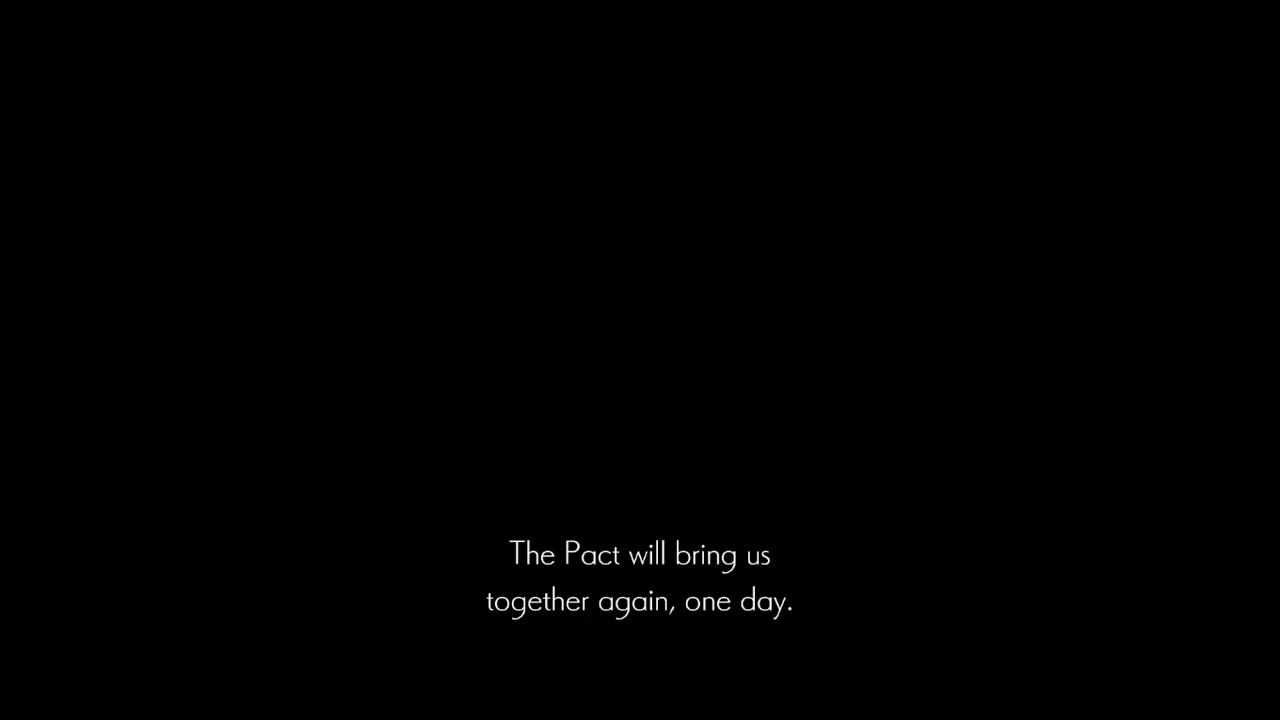 The Pact will bring us
together again, one day.